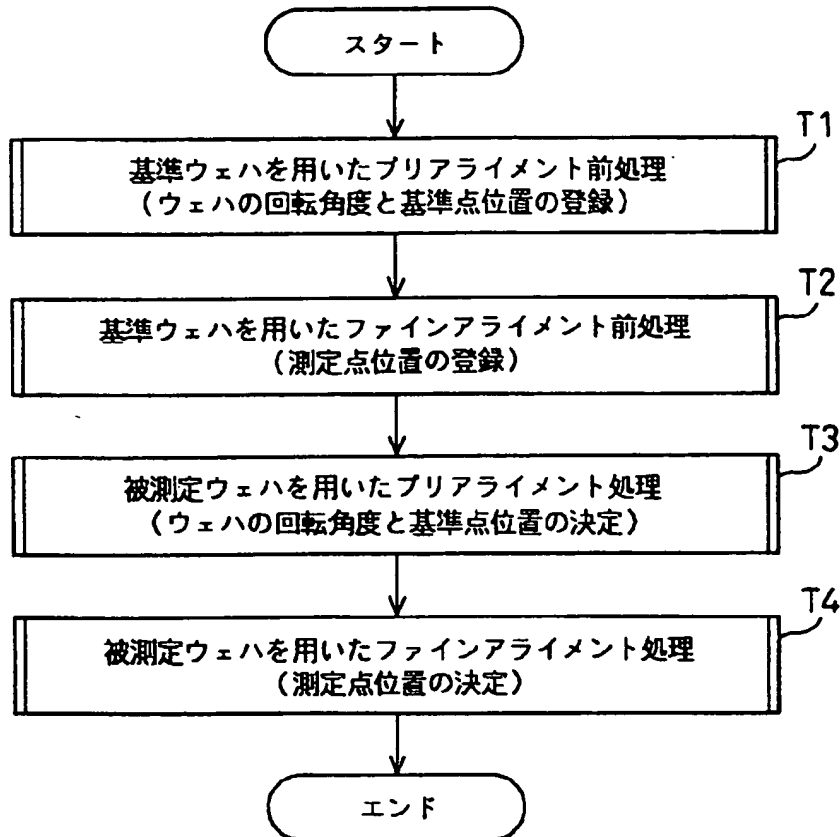 スタート
T1
基準ウェハを用いたプリアライメント前処理
(ウェハの回転角度と基準点位置の登録)
T2
基準ウェハを用いたファインアライメント前処理
(測定点位置の登録)
T3
被測定ウェハを用いたプリアライメント処理
(ウェハの回転角度と基準点位置の決定)
T4
被測定ウェハを用いたファインアライメント処理
(測定点位置の決定)
エンド